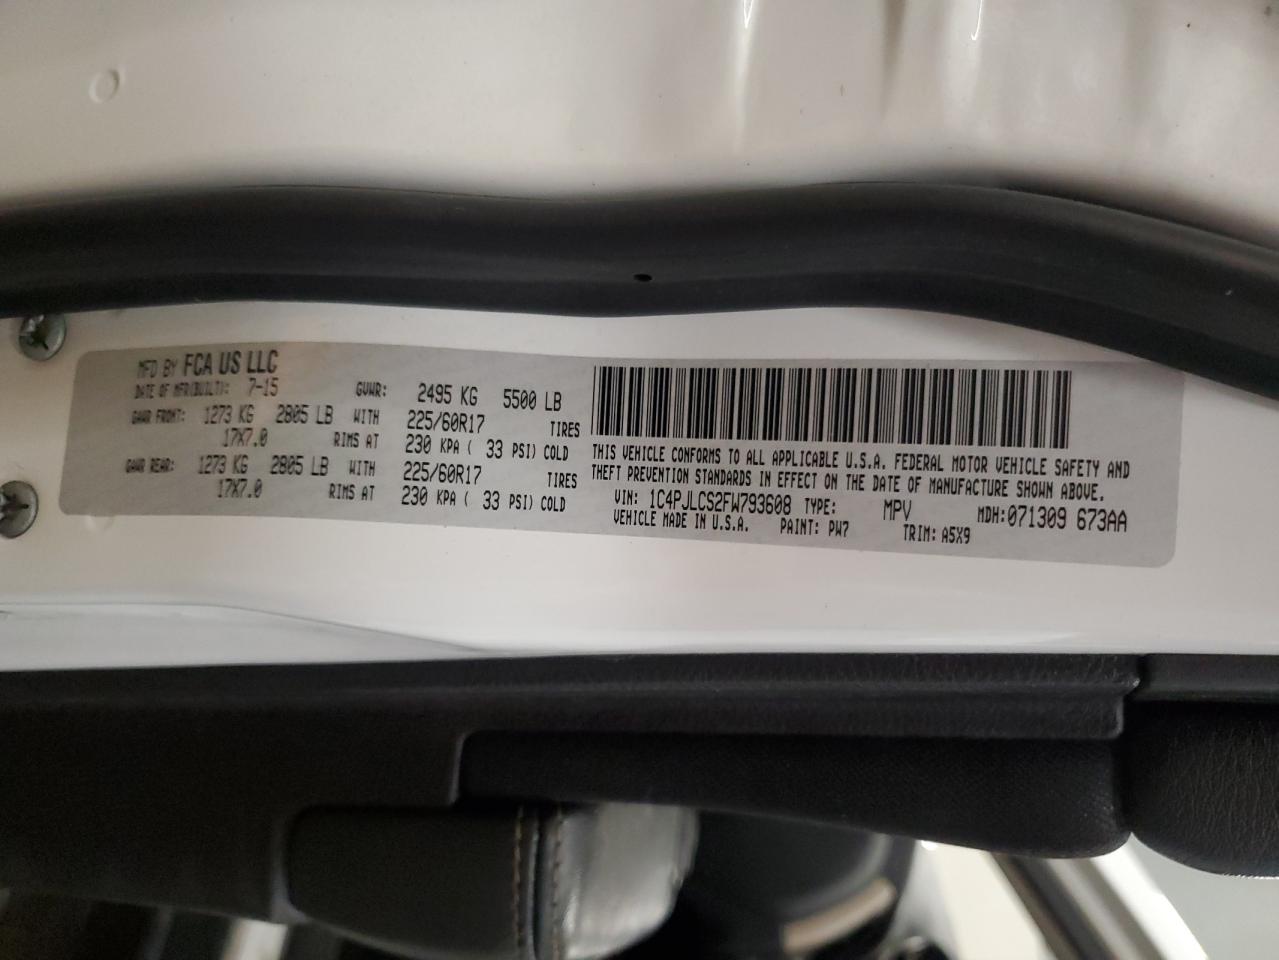 MFD BY FCA US LLC
DATE OF MFR(BUILT): 7-15 GVWR: 2495 KG 5500 LB
GAWR FRONT: 1273 KG 2805 LB WITH 225/60R17 TIRES
17X7.0 RIMS AT 230 KPA ( 33 PSI) COLD
GAWR REAR: 1273 KG 2805 LB WITH 225/60R17 TIRES
17X7.0 RIMS AT 230 KPA ( 33 PSI) COLD
THIS VEHICLE CONFORMS TO ALL APPLICABLE U.S.A. FEDERAL MOTOR VEHICLE SAFETY AND
THEFT PREVENTION STANDARDS IN EFFECT ON THE DATE OF MANUFACTURE SHOWN ABOVE.
VIN: 1C4PJLCS2FW793608 TYPE: MPV MDH:071309 673AA
VEHICLE MADE IN U.S.A. PAINT: PW7 TRIM: A5X9